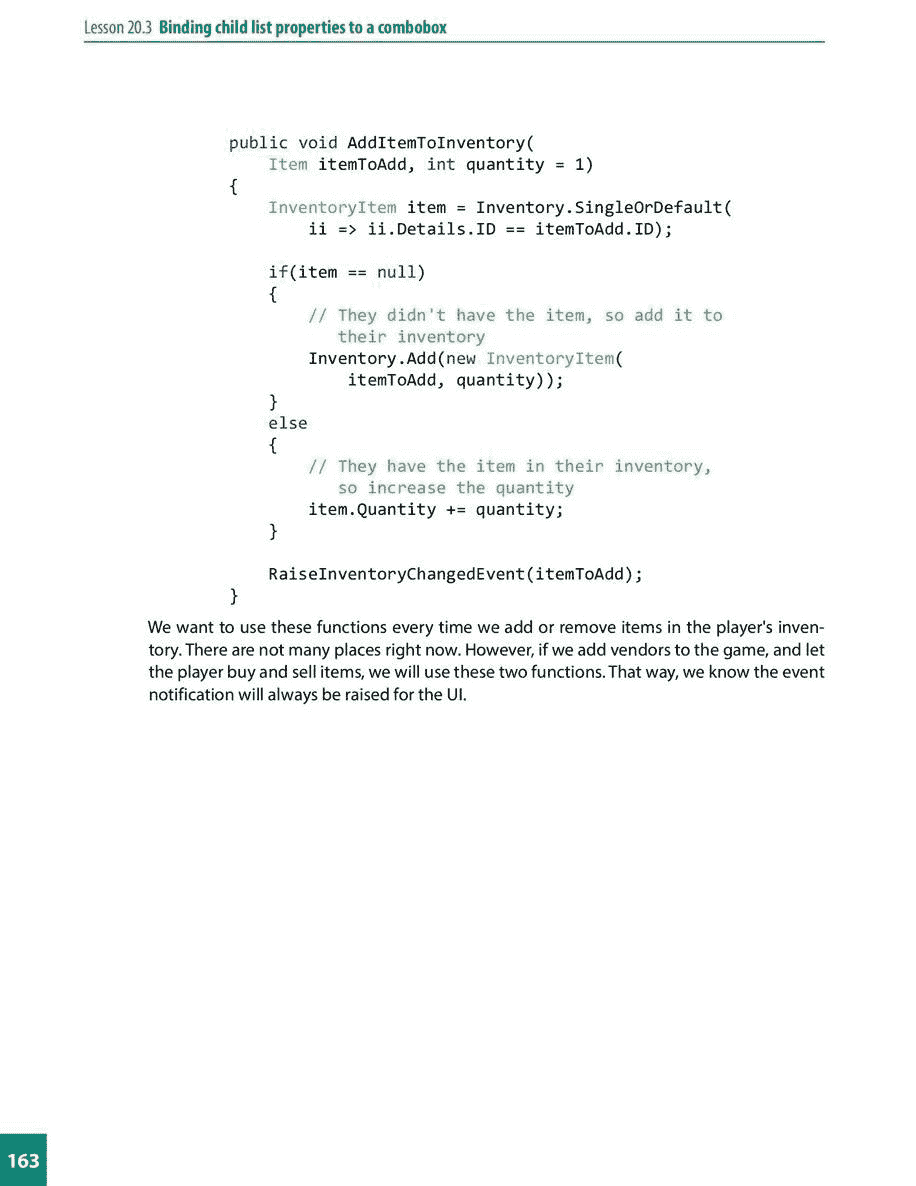 Lesson 20.3 Binding child list properties to a combobox
public void AddItemToInventory(
    Item itemToAdd, int quantity = 1)
{
    InventoryItem item = Inventory.SingleOrDefault(
        ii => ii.Details.ID == itemToAdd.ID);

    if(item == null)
    {
        // They didn't have the item, so add it to
           their inventory
        Inventory.Add(new InventoryItem(
            itemToAdd, quantity));
    }
    else
    {
        // They have the item in their inventory,
           so increase the quantity
        item.Quantity += quantity;
    }

    RaiseInventoryChangedEvent(itemToAdd);
}
We want to use these functions every time we add or remove items in the player's inven-
tory. There are not many places right now. However, if we add vendors to the game, and let
the player buy and sell items, we will use these two functions. That way, we know the event
notification will always be raised for the UI.
163